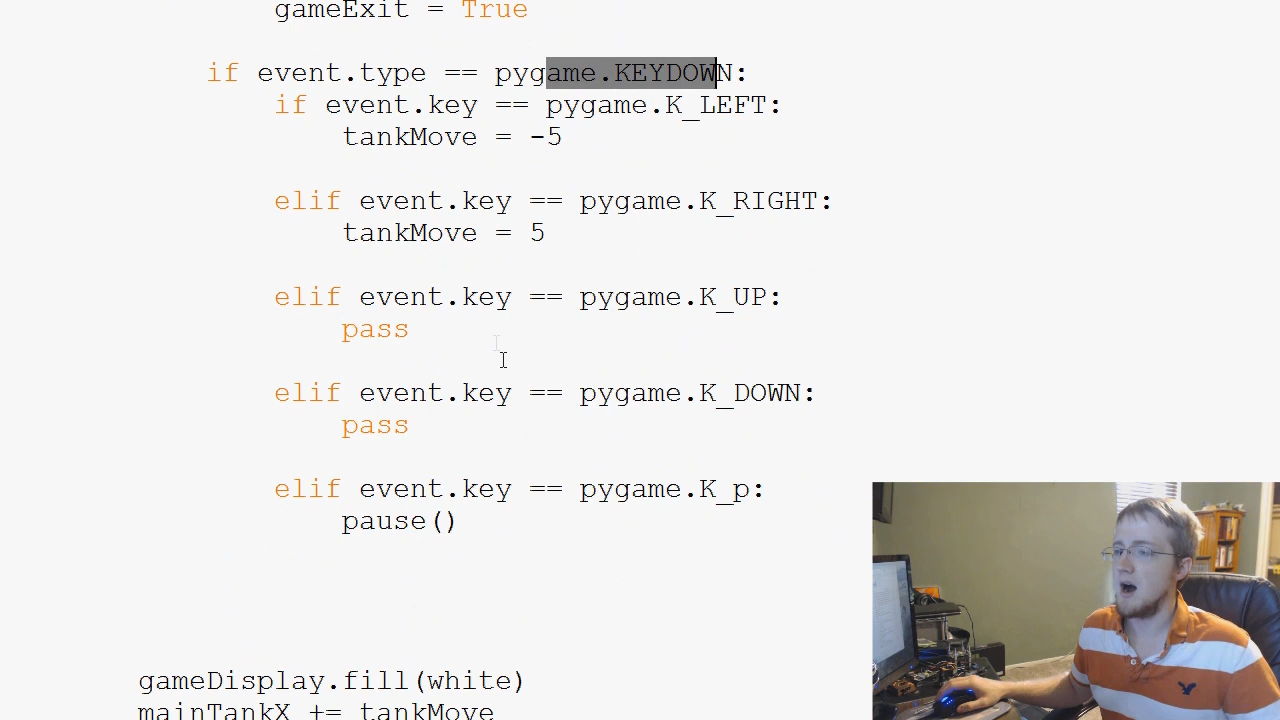 gameExit = True
if event.type == pygame.KEYDOWN:
if event.key == pygame.K_LEFT:
tankMove = -5
elif event.key == pygame.K_RIGHT:
tankMove = 5
elif event.key == pygame.K_UP:
pass
elif event.key == pygame.K_DOWN:
pass
elif event.key == pygame.K_p:
pause()
gameDisplay.fill(white)
mainTankX += tankMove